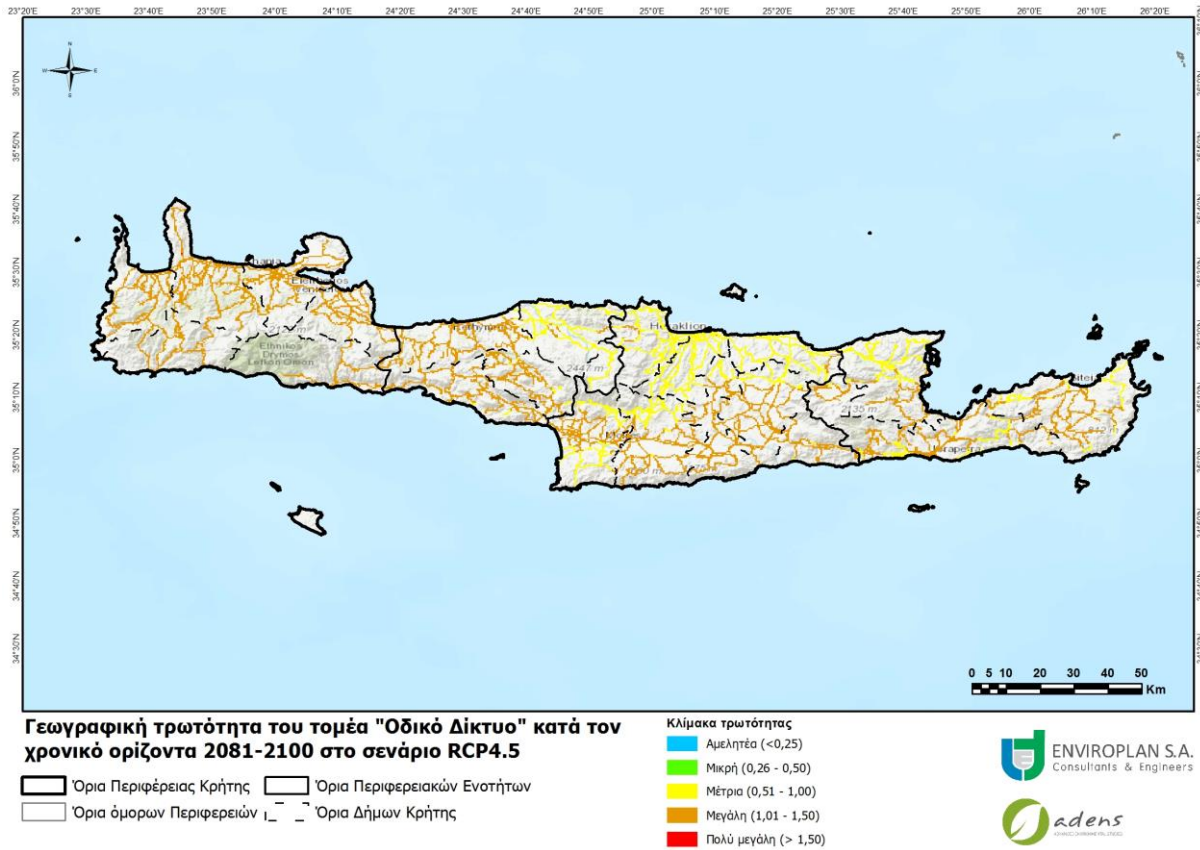 23°20'E 23°50'E 24°0'E 24°10'E 24°20'E 24°30'E 24°40'E 24°50'E 25°0'E 25°10'E 25°20'E 25°30'E 25°40'E 25°50'E 26°0'E 26°10'E 26°20'E
N
W E
S
36°0'N
35°50'N
35°40'N
35°30'N
35°20'N
35°10'N
35°0'N
34°50'N
34°40'N
34°30'N
Heraklion
Ethnikos
Drymos
2447 m
2135 m
Ierapetra
0 5 10 20 30 40 50
Km
Γεωγραφική τρωτότητα του τομέα "Οδικό Δίκτυο" κατά τον
χρονικό ορίζοντα 2081-2100 στο σενάριο RCP4.5
Όρια Περιφέρειας Κρήτης Όρια Περιφερειακών Ενοτήτων
Όρια όμορων Περιφερειών Όρια Δήμων Κρήτης
Κλίμακα τρωτότητας
Αμελητέα (<0,25)
Μικρή (0,26 - 0,50)
Μέτρια (0,51 - 1,00)
Μεγάλη (1,01 - 1,50)
Πολύ μεγάλη (> 1,50)
ENVIROPLAN S.A.
Consultants & Engineers
adens